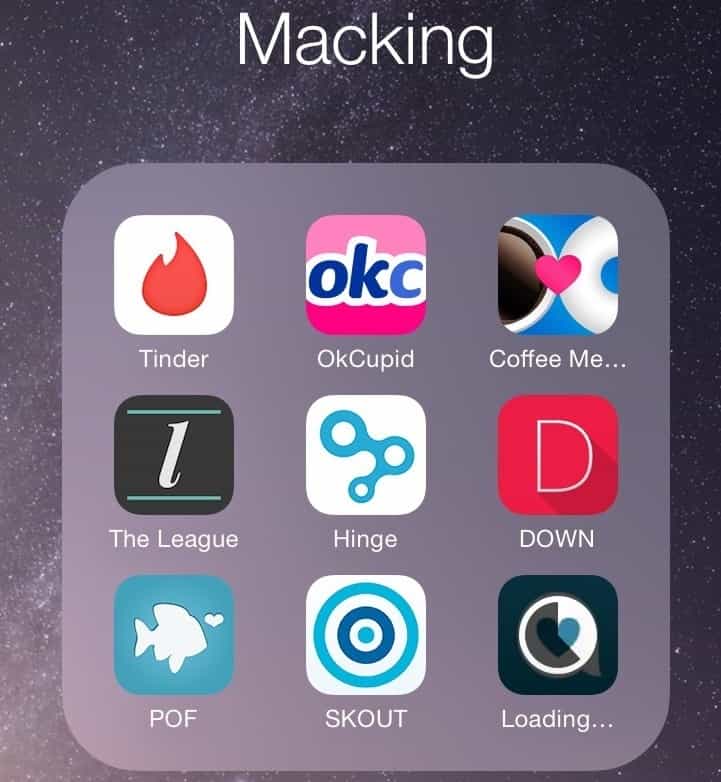 Macking
okc
Tinder
OkCupid
Coffee Me...
l
D
The League
Hinge
DOWN
POF
SKOUT
Loading...